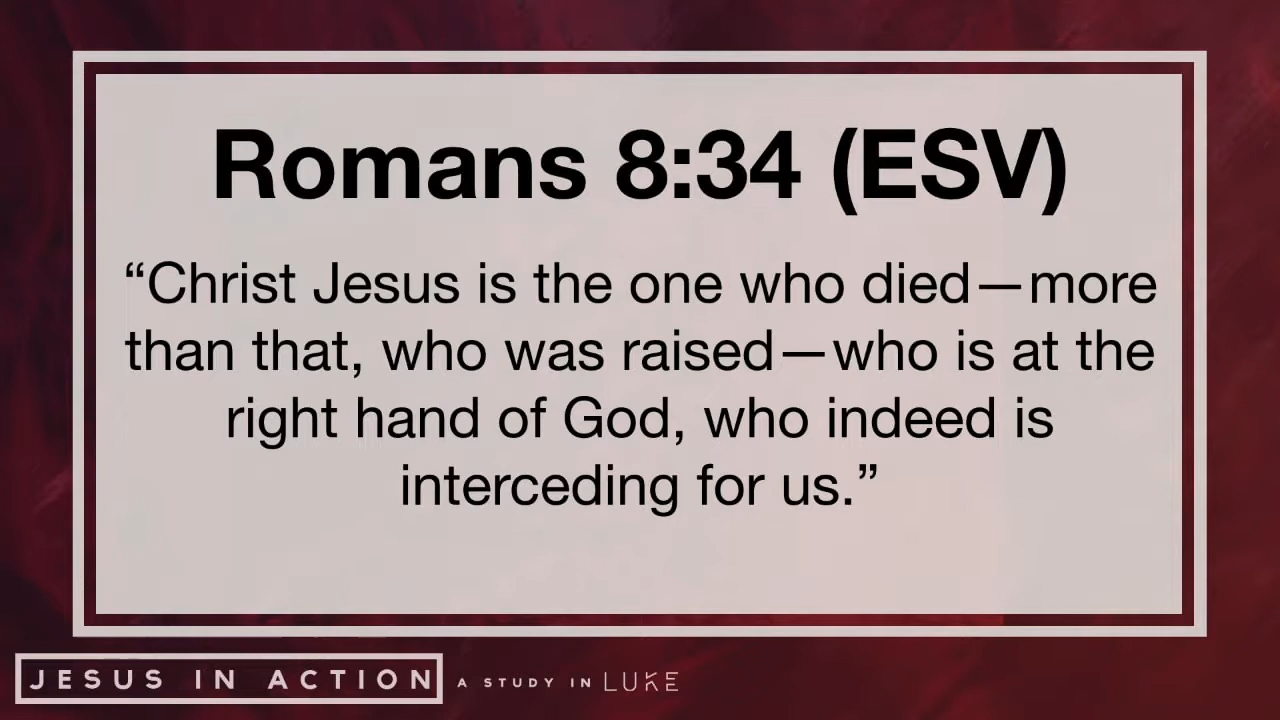 Romans 8:34 (ESV)
“Christ Jesus is the one who died—more
than that, who was raised—who is at the
right hand of God, who indeed is
interceding for us.”
JESUS IN ACTION A STUDY IN LUKE